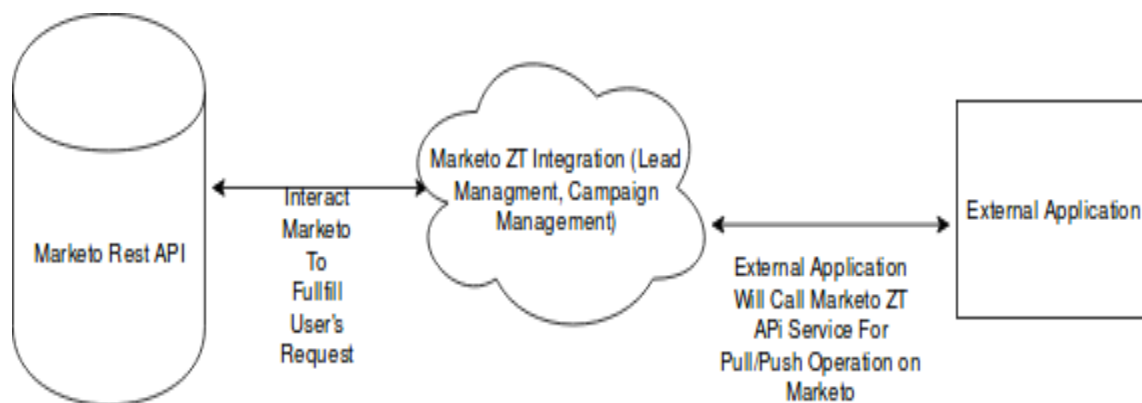 Marketo Rest API
Interact
Marketo
To
Fullfill
User's
Request
Marketo ZT Integration (Lead
Managment, Campaign
Management)
External Application
Will Call Marketo ZT
APi Service For
Pull/Push Operation on
Marketo
External Application